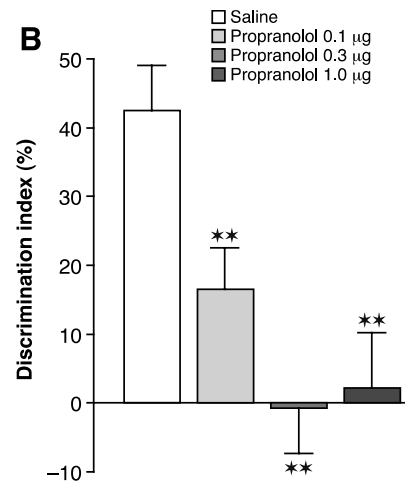 B
Saline
Propranolol 0.1 μg
Propranolol 0.3 μg
Propranolol 1.0 μg
Discrimination index (%)
50
40
30
20
10
0
−10
✶✶
✶✶
✶✶